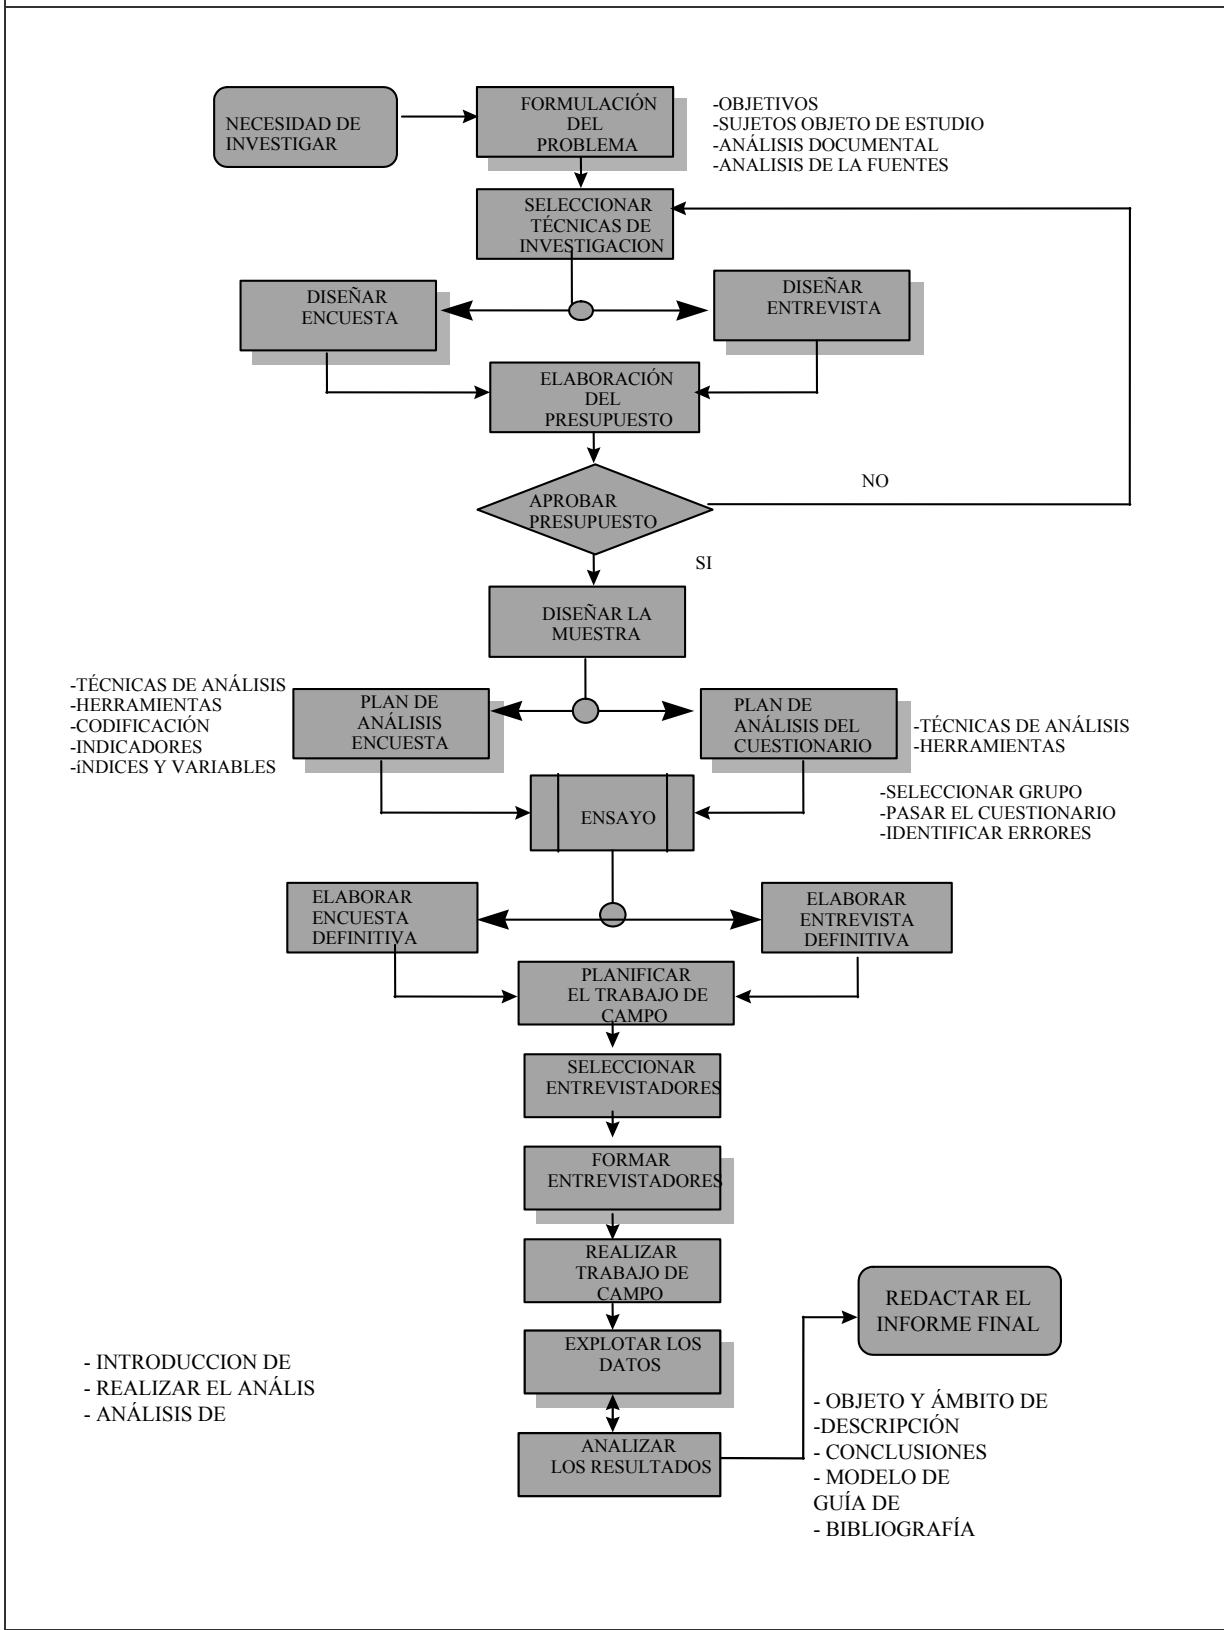 NECESIDAD DE
INVESTIGAR
FORMULACIÓN
DEL
PROBLEMA
-OBJETIVOS
-SUJETOS OBJETO DE ESTUDIO
-ANÁLISIS DOCUMENTAL
-ANALISIS DE LA FUENTES
SELECCIONAR
TÉCNICAS DE
INVESTIGACION
DISEÑAR
ENCUESTA
DISEÑAR
ENTREVISTA
ELABORACIÓN
DEL
PRESUPUESTO
NO
APROBAR
PRESUPUESTO
SI
DISEÑAR LA
MUESTRA
-TÉCNICAS DE ANÁLISIS
-HERRAMIENTAS
-CODIFICACIÓN
-INDICADORES
-íNDICES Y VARIABLES
PLAN DE
ANÁLISIS
ENCUESTA
PLAN DE
ANÁLISIS DEL
CUESTIONARIO
-TÉCNICAS DE ANÁLISIS
-HERRAMIENTAS
ENSAYO
-SELECCIONAR GRUPO
-PASAR EL CUESTIONARIO
-IDENTIFICAR ERRORES
ELABORAR
ENCUESTA
DEFINITIVA
ELABORAR
ENTREVISTA
DEFINITIVA
PLANIFICAR
EL TRABAJO DE
CAMPO
SELECCIONAR
ENTREVISTADORES
FORMAR
ENTREVISTADORES
REALIZAR
TRABAJO DE
CAMPO
REDACTAR EL
INFORME FINAL
EXPLOTAR LOS
DATOS
- INTRODUCCION DE
- REALIZAR EL ANÁLIS
- ANÁLISIS DE
ANALIZAR
LOS RESULTADOS
- OBJETO Y ÁMBITO DE
-DESCRIPCIÓN
- CONCLUSIONES
- MODELO DE
GUÍA DE
- BIBLIOGRAFÍA